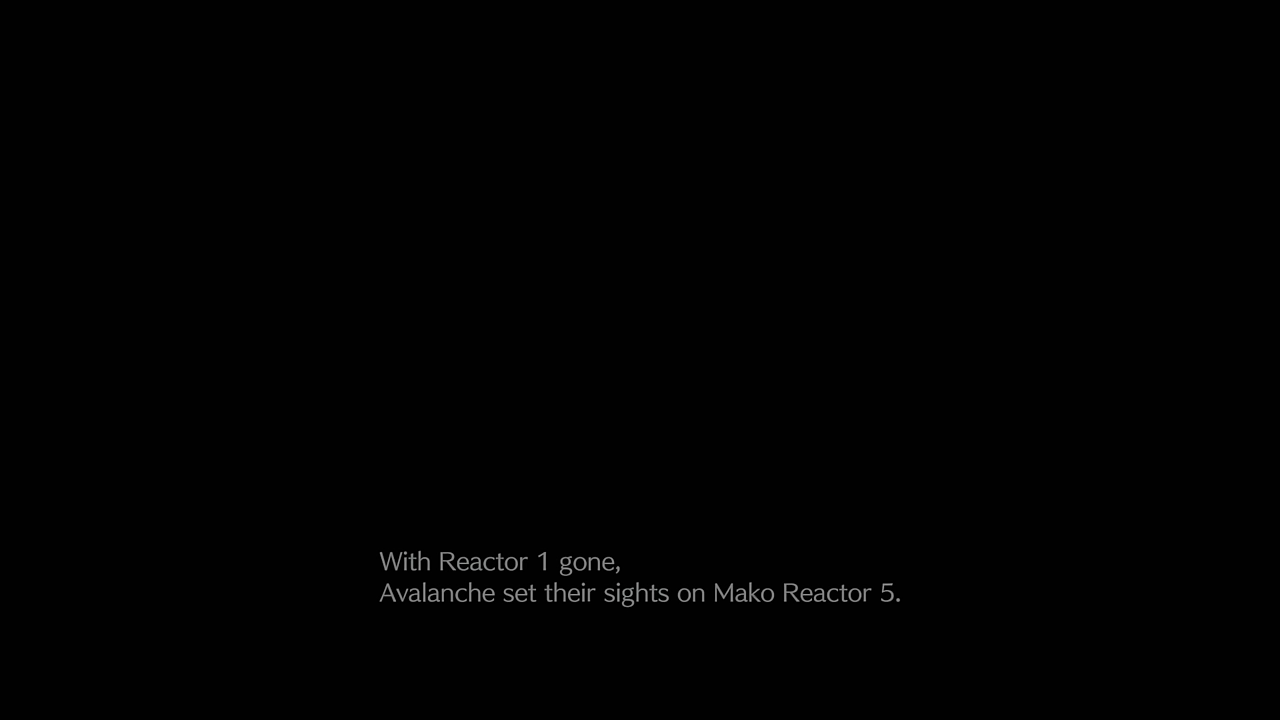 With Reactor 1 gone,
Avalanche set their sights on Mako Reactor 5.